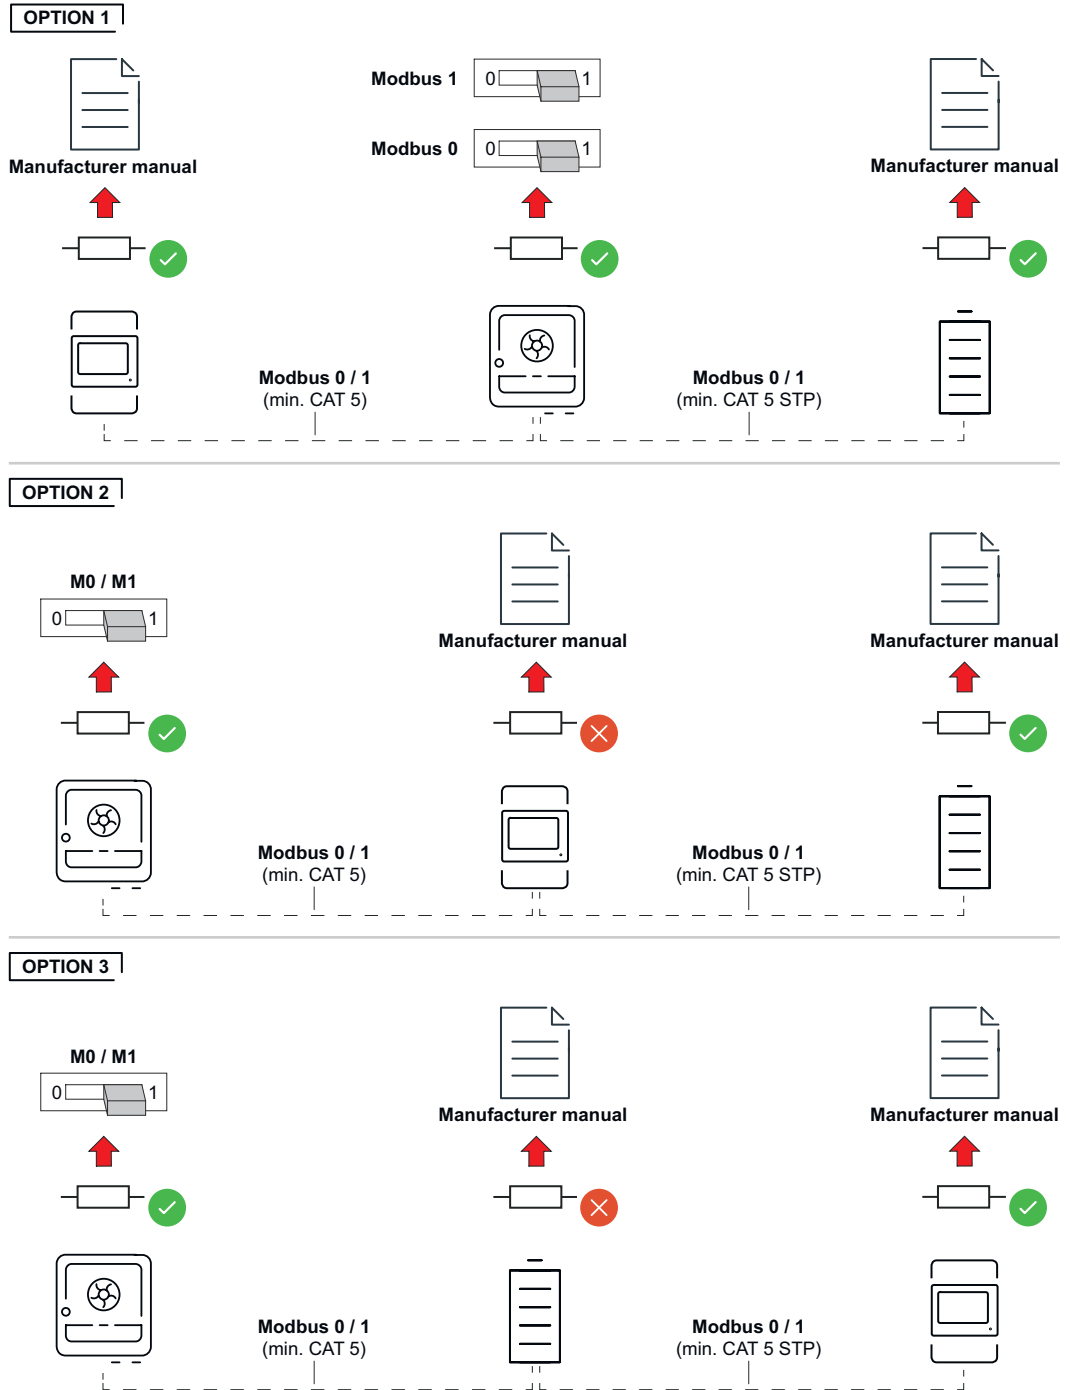 OPTION 1
Modbus 1 0 1
Modbus 0 0 1
Manufacturer manual
Manufacturer manual
Modbus 0 / 1
(min. CAT 5)
Modbus 0 / 1
(min. CAT 5 STP)
OPTION 2
M0 / M1
0 1
Manufacturer manual
Manufacturer manual
Modbus 0 / 1
(min. CAT 5)
Modbus 0 / 1
(min. CAT 5 STP)
OPTION 3
M0 / M1
0 1
Manufacturer manual
Manufacturer manual
Modbus 0 / 1
(min. CAT 5)
Modbus 0 / 1
(min. CAT 5 STP)